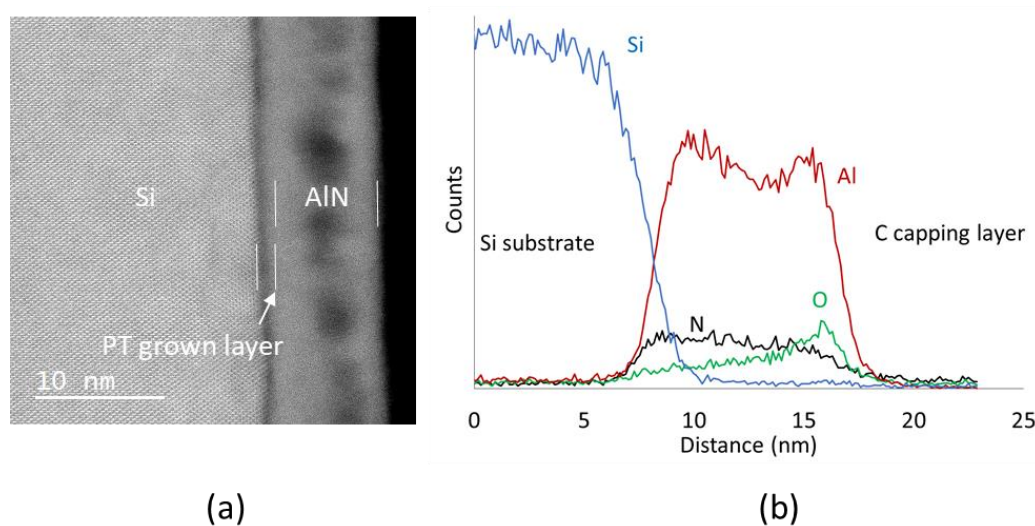 Si
AlN
PT grown layer
10 nm
(a)
Si
Al
Counts
Si substrate
C capping layer
O
N
0 5 10 15 20 25
Distance (nm)
(b)